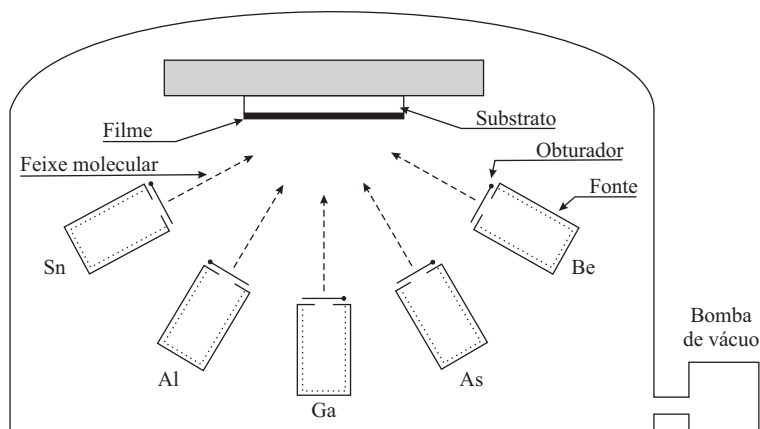 Filme
Substrato
Feixe molecular
Obturador
Fonte
Sn
Be
Al
As
Ga
Bomba
de vácuo